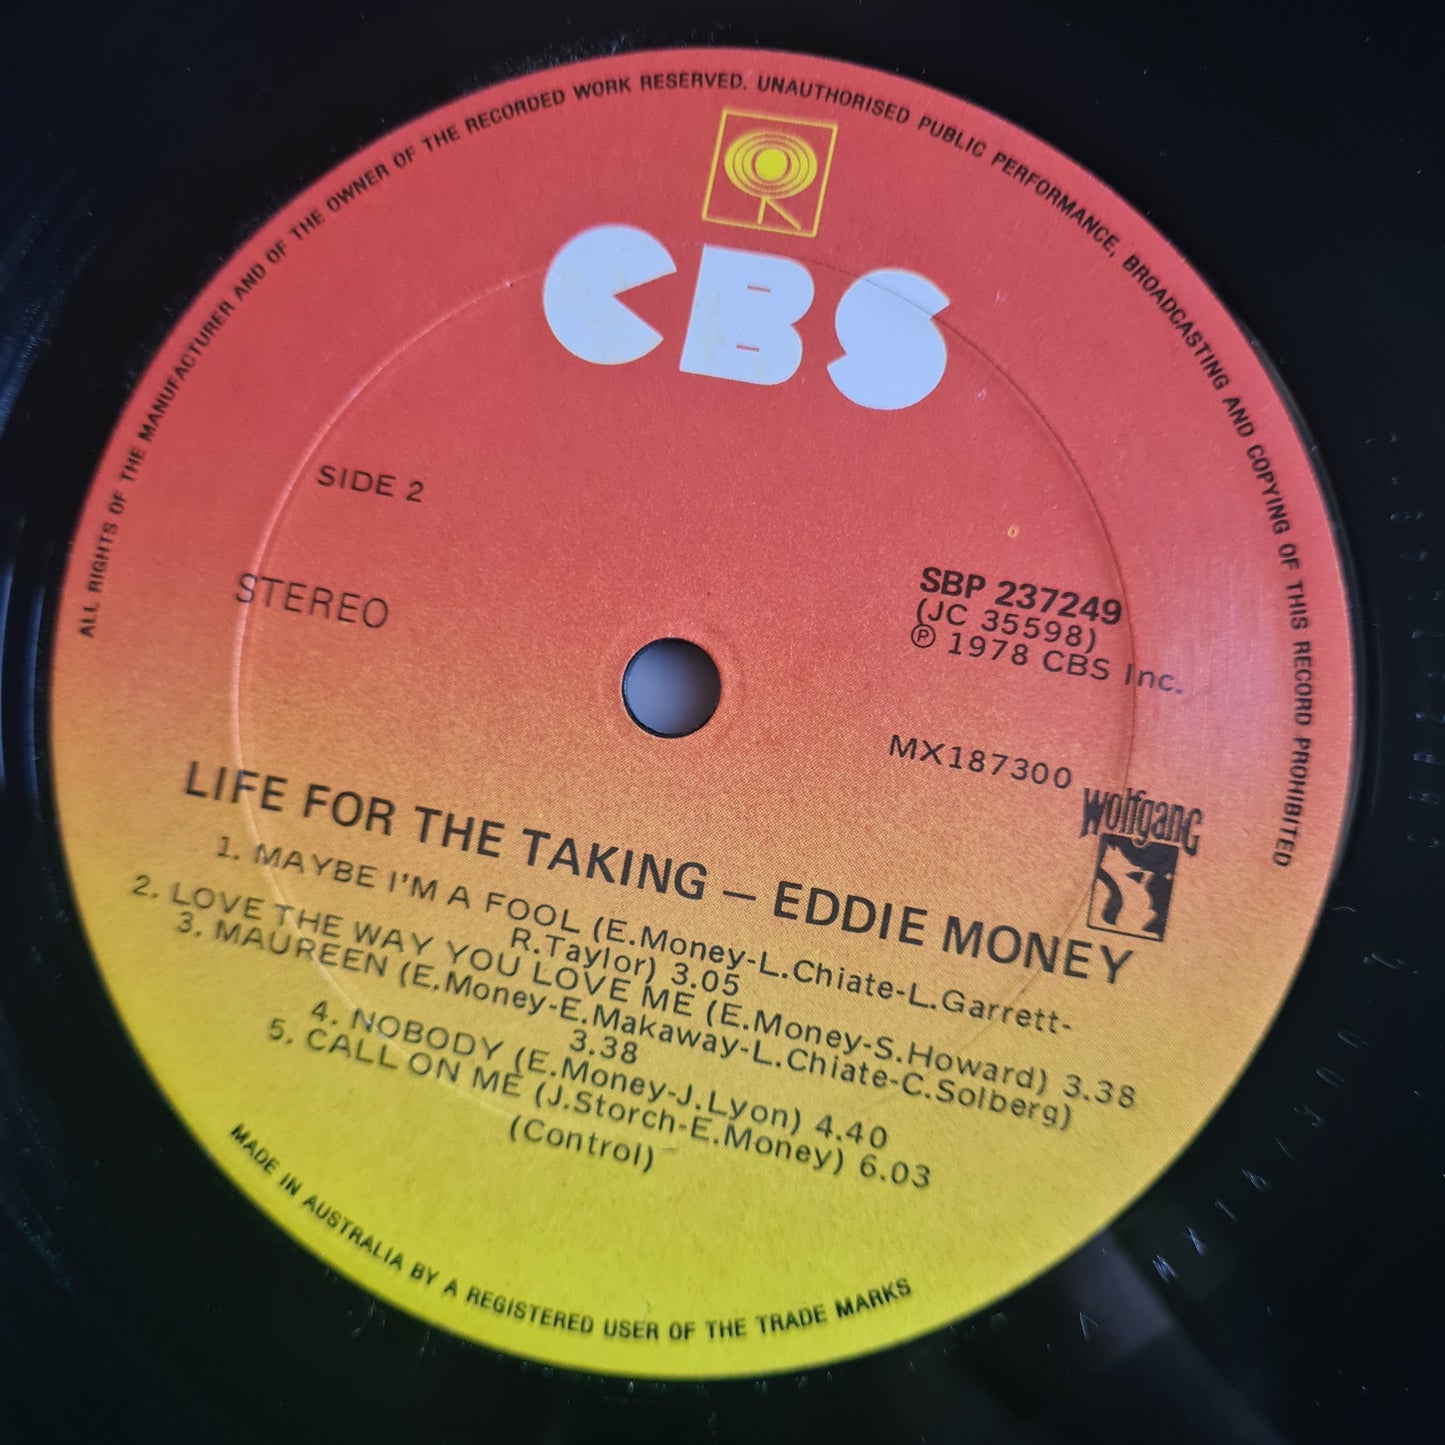 ALL RIGHTS OF THE MANUFACTURER AND OF THE OWNER OF THE RECORDED WORK RESERVED. UNAUTHORISED PUBLIC PERFORMANCE, BROADCASTING AND COPYING OF THIS RECORD PROHIBITED
CBS
SIDE 2
STEREO
SBP 237249
(JC 35598)
℗ 1978 CBS Inc.
MX187300
wolfgang
LIFE FOR THE TAKING — EDDIE MONEY
1. MAYBE I'M A FOOL (E.Money-L.Chiate-L.Garrett-
R.Taylor) 3.05
2. LOVE THE WAY YOU LOVE ME (E.Money-S.Howard) 3.38
3. MAUREEN (E.Money-E.Makaway-L.Chiate-C.Solberg)
3.38
4. NOBODY (E.Money-J.Lyon) 4.40
5. CALL ON ME (J.Storch-E.Money) 6.03
(Control)
MADE IN AUSTRALIA BY A REGISTERED USER OF THE TRADE MARKS